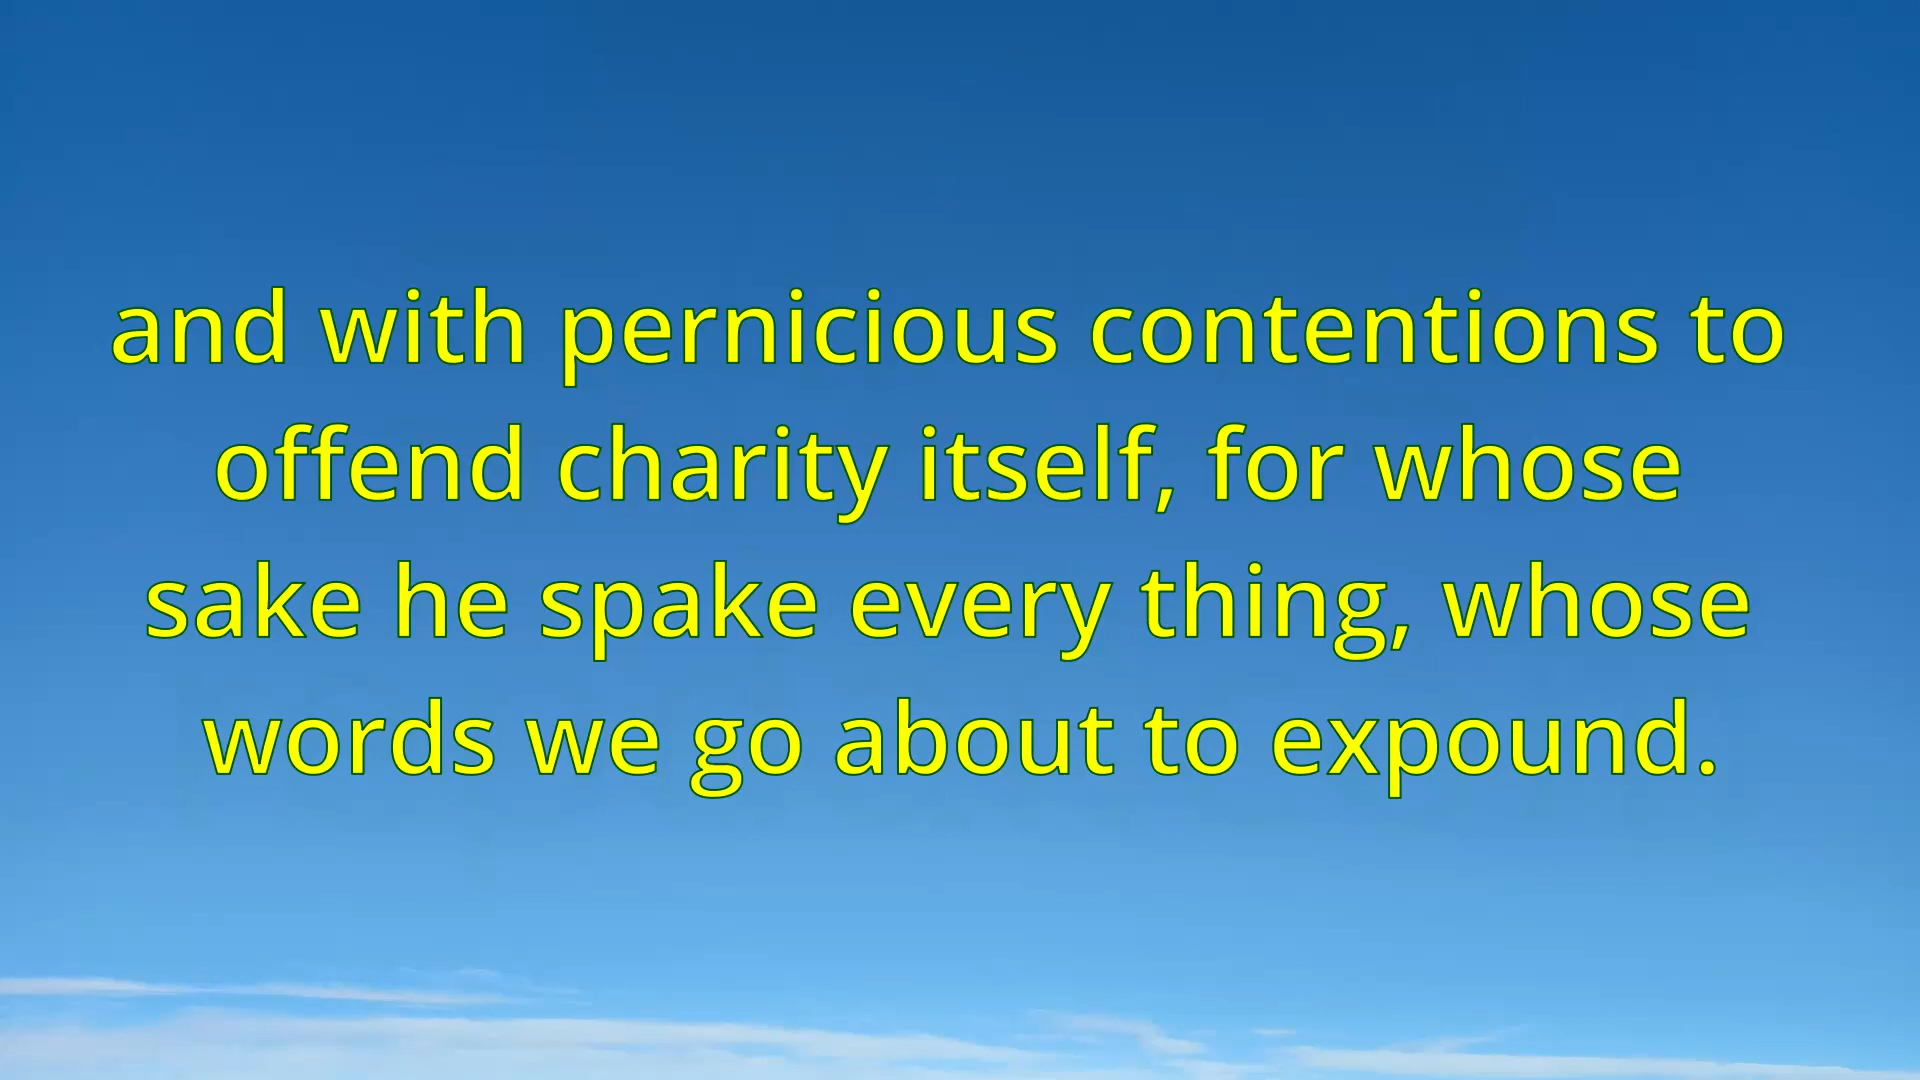 and with pernicious contentions to
offend charity itself, for whose
sake he spake every thing, whose
words we go about to expound.